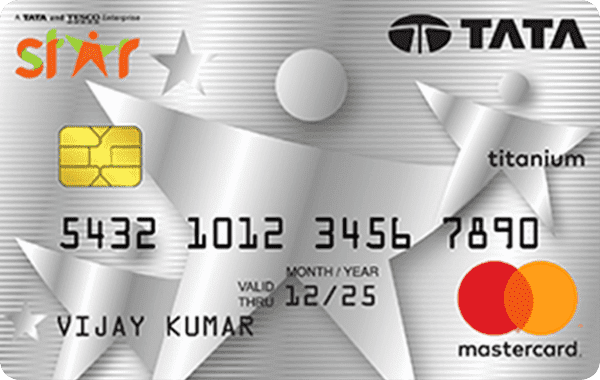 A TATA and TESCO Enterprise
star
TATA
titanium
5432 1012 3456 7890
MONTH / YEAR
VALID THRU 12/25
VIJAY KUMAR
mastercard.